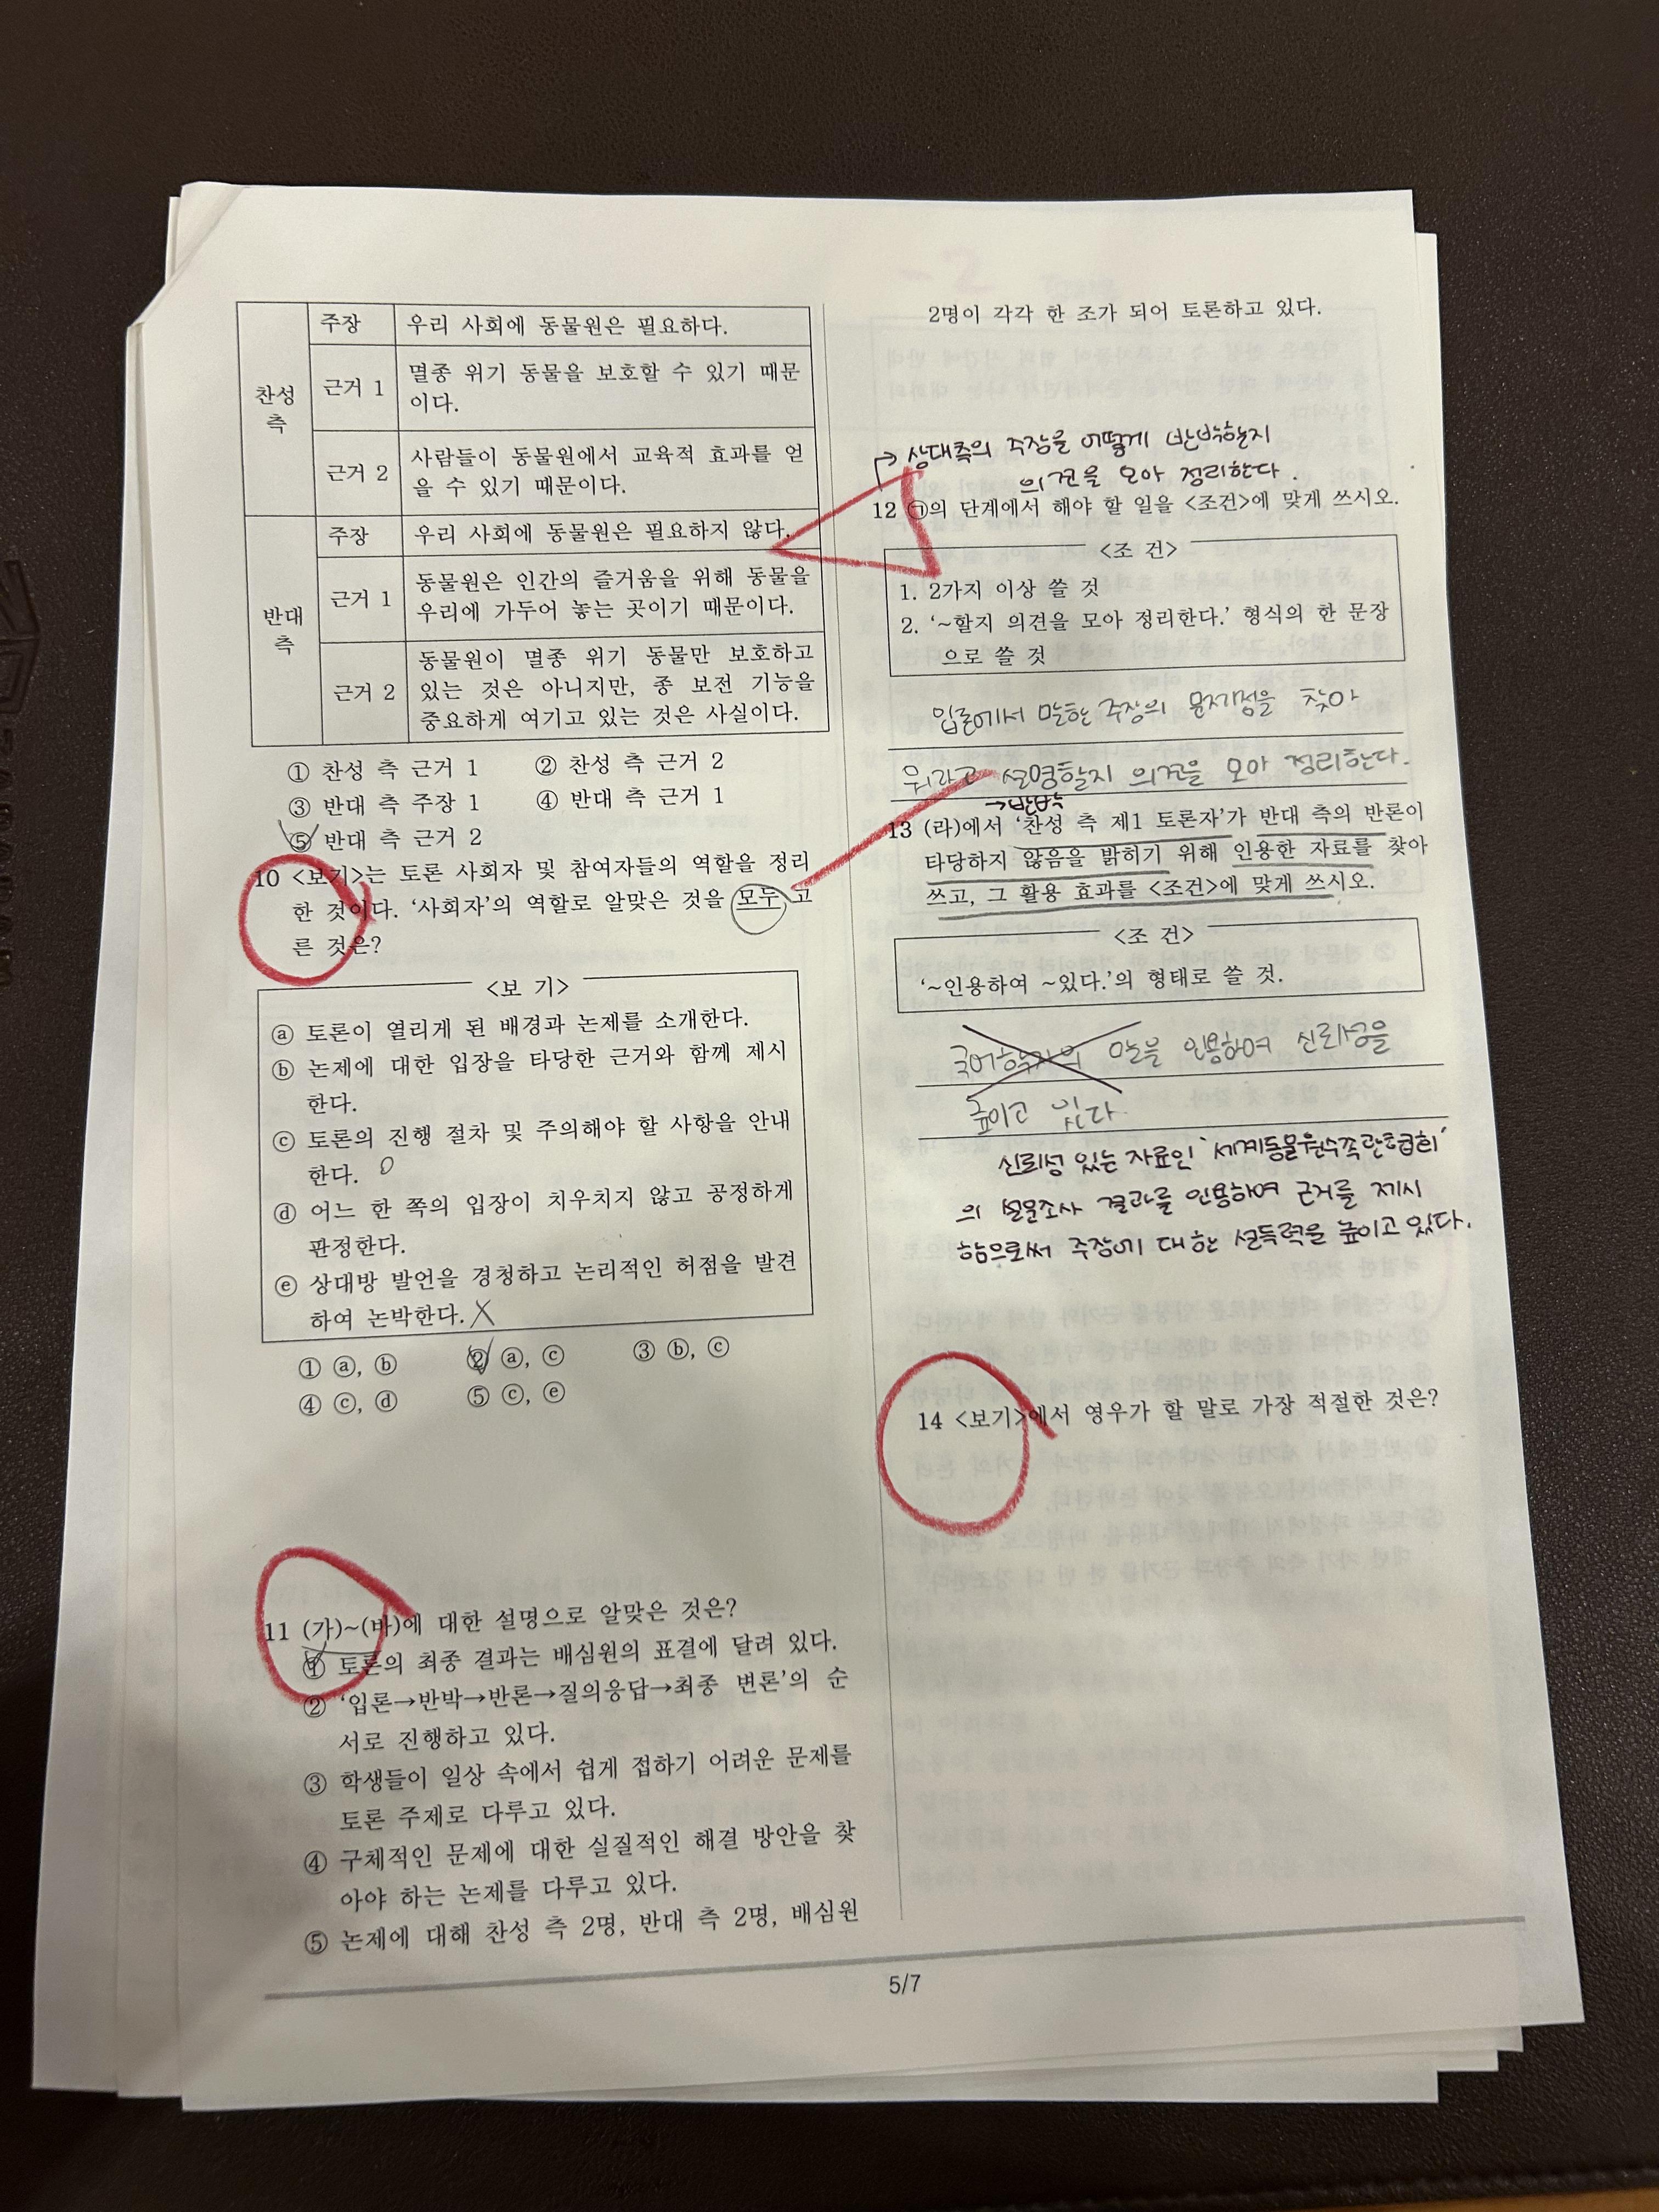 찬성 측
주장
우리 사회에 동물원은 필요하다.
근거 1
멸종 위기 동물을 보호할 수 있기 때문
이다.
근거 2
사람들이 동물원에서 교육적 효과를 얻
을 수 있기 때문이다.
반대 측
주장
우리 사회에 동물원은 필요하지 않다.
근거 1
동물원은 인간의 즐거움을 위해 동물을
우리에 가두어 놓는 곳이기 때문이다.
근거 2
동물원이 멸종 위기 동물만 보호하고
있는 것은 아니지만, 종 보전 기능을
중요하게 여기고 있는 것은 사실이다.
① 찬성 측 근거 1 ② 찬성 측 근거 2
③ 반대 측 주장 1 ④ 반대 측 근거 1
⑤ 반대 측 근거 2
10 <보기>는 토론 사회자 및 참여자들의 역할을 정리
한 것이다. ‘사회자’의 역할로 알맞은 것을 모두 고
른 것은?
<보 기>
ⓐ 토론이 열리게 된 배경과 논제를 소개한다.
ⓑ 논제에 대한 입장을 타당한 근거와 함께 제시
한다.
ⓒ 토론의 진행 절차 및 주의해야 할 사항을 안내
한다. O
ⓓ 어느 한 쪽의 입장이 치우치지 않고 공정하게
판정한다.
ⓔ 상대방 발언을 경청하고 논리적인 허점을 발견
하여 논박한다. X
① ⓐ, ⓑ ② ⓐ, ⓒ ③ ⓑ, ⓒ
④ ⓒ, ⓓ ⑤ ⓒ, ⓔ
11 (가)~(바)에 대한 설명으로 알맞은 것은?
① 토론의 최종 결과는 배심원의 표결에 달려 있다.
② ‘입론→반박→반론→질의응답→최종 변론’의 순
서로 진행하고 있다.
③ 학생들이 일상 속에서 쉽게 접하기 어려운 문제를
토론 주제로 다루고 있다.
④ 구체적인 문제에 대한 실질적인 해결 방안을 찾
아야 하는 논제를 다루고 있다.
⑤ 논제에 대해 찬성 측 2명, 반대 측 2명, 배심원
-2
2명이 각각 한 조가 되어 토론하고 있다.
→ 상대측의 주장을 어떻게 반박할지
의견을 모아 정리한다.
12 ㉠의 단계에서 해야 할 일을 <조건>에 맞게 쓰시오.
<조 건>
1. 2가지 이상 쓸 것
2. ‘~할지 의견을 모아 정리한다.’ 형식의 한 문장
으로 쓸 것
입론에서 말한 주장의 문제점을 찾아
뭐라고 설명할지 의견을 모아 정리한다.
→반박
13 (라)에서 ‘찬성 측 제1 토론자’가 반대 측의 반론이
타당하지 않음을 밝히기 위해 인용한 자료를 찾아
쓰고, 그 활용 효과를 <조건>에 맞게 쓰시오.
<조 건>
‘~인용하여 ~있다.’의 형태로 쓸 것.
국어학자의 말을 인용하여 신뢰성을
높이고 있다.
신뢰성 있는 자료인 '세계동물원수족관협회'
의 설문조사 결과를 인용하여 근거를 제시
함으로써 주장에 대한 설득력을 높이고 있다.
14 <보기>에서 영우가 할 말로 가장 적절한 것은?
5/7